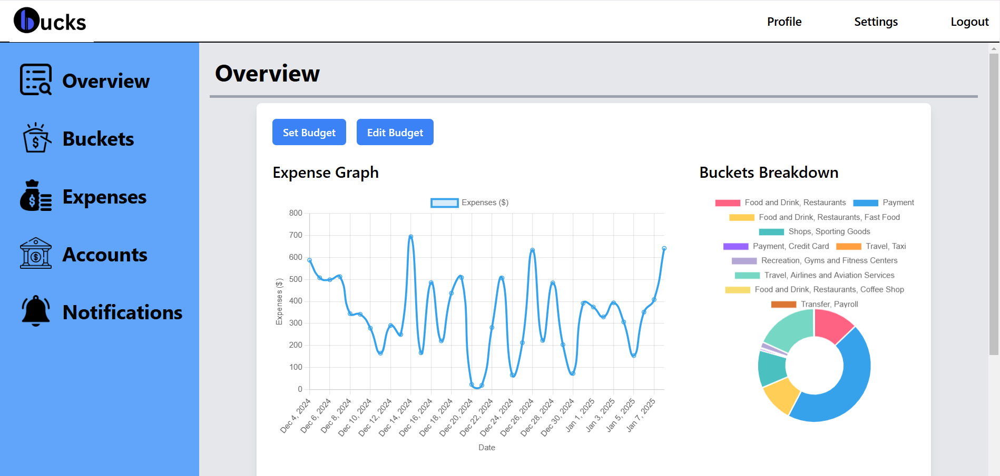 bucks
Profile Settings Logout
Overview
Buckets
Expenses
Accounts
Notifications
Overview
Set Budget Edit Budget
Expense Graph
Expenses ($)
800
700
600
500
400
300
200
100
0
Expenses ($)
Dec 4, 2024
Dec 6, 2024
Dec 8, 2024
Dec 10, 2024
Dec 12, 2024
Dec 14, 2024
Dec 16, 2024
Dec 18, 2024
Dec 20, 2024
Dec 22, 2024
Dec 24, 2024
Dec 26, 2024
Dec 28, 2024
Dec 30, 2024
Jan 1, 2025
Jan 3, 2025
Jan 5, 2025
Jan 7, 2025
Date
Buckets Breakdown
Food and Drink, Restaurants Payment
Food and Drink, Restaurants, Fast Food
Shops, Sporting Goods
Payment, Credit Card Travel, Taxi
Recreation, Gyms and Fitness Centers
Travel, Airlines and Aviation Services
Food and Drink, Restaurants, Coffee Shop
Transfer, Payroll